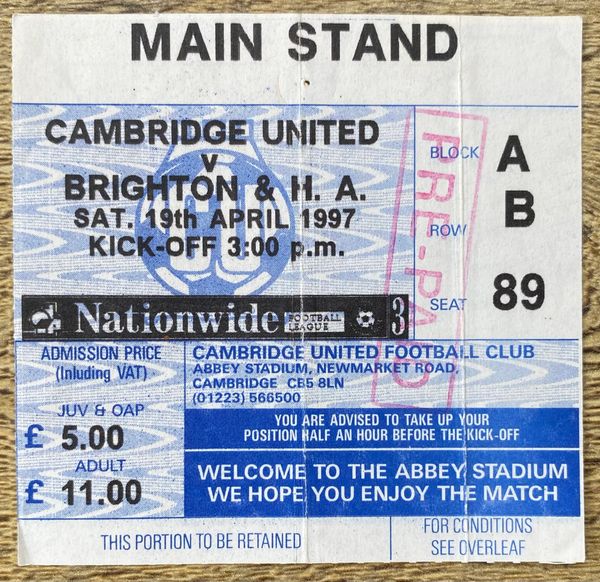 MAIN STAND
CAMBRIDGE UNITED
V
BRIGHTON & H. A.
SAT. 19th APRIL 1997
KICK-OFF 3:00 p.m.
BLOCK A
ROW B
SEAT 89
PRE-PAID
CU
Nationwide FOOTBALL LEAGUE 3
ADMISSION PRICE
(Inluding VAT)
JUV & OAP
£ 5.00
ADULT
£ 11.00
CAMBRIDGE UNITED FOOTBALL CLUB
ABBEY STADIUM, NEWMARKET ROAD,
CAMBRIDGE CB5 8LN
(01223) 566500
YOU ARE ADVISED TO TAKE UP YOUR
POSITION HALF AN HOUR BEFORE THE KICK-OFF
WELCOME TO THE ABBEY STADIUM
WE HOPE YOU ENJOY THE MATCH
THIS PORTION TO BE RETAINED
FOR CONDITIONS
SEE OVERLEAF